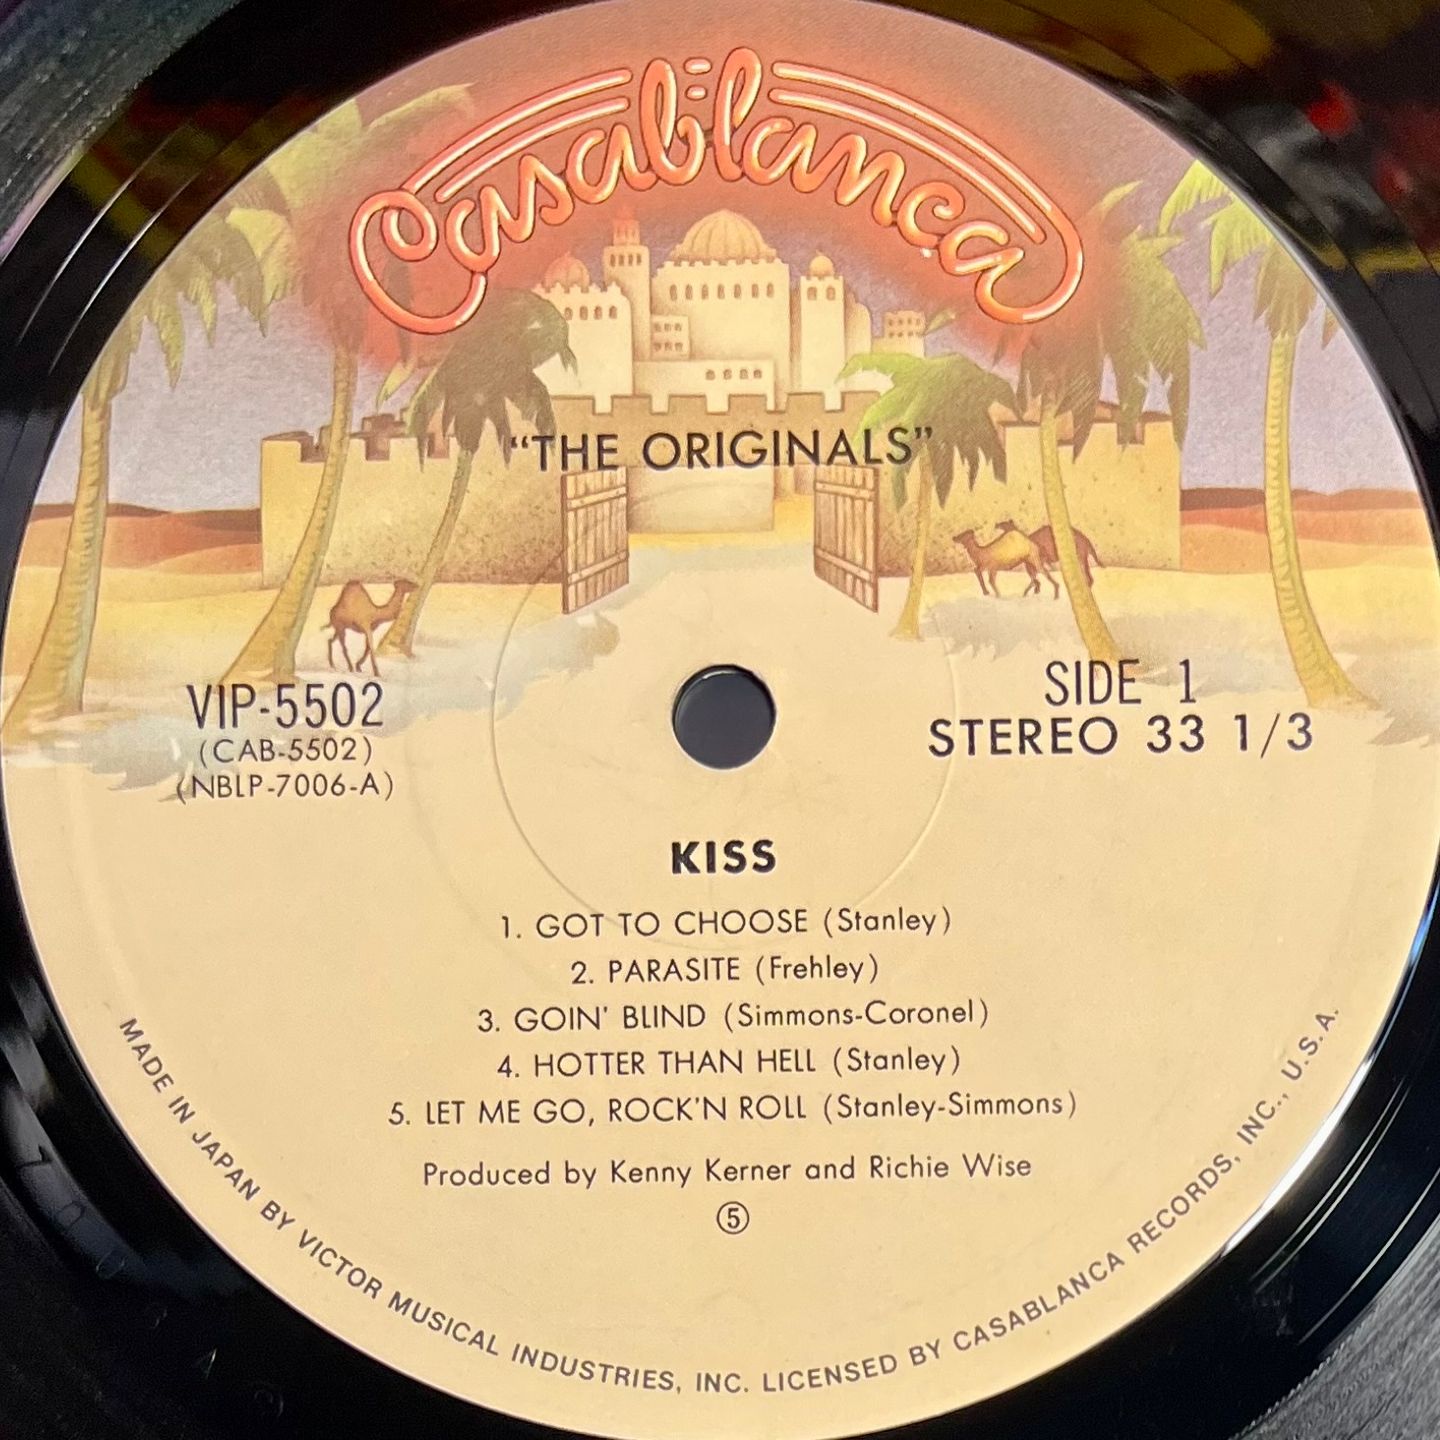 Casablanca
"THE ORIGINALS"
VIP-5502
(CAB-5502)
(NBLP-7006-A)
SIDE 1
STEREO 33 1/3
KISS
1. GOT TO CHOOSE (Stanley)
2. PARASITE (Frehley)
3. GOIN' BLIND (Simmons-Coronel)
4. HOTTER THAN HELL (Stanley)
5. LET ME GO, ROCK'N ROLL (Stanley-Simmons)
Produced by Kenny Kerner and Richie Wise
⑤
MADE IN JAPAN BY VICTOR MUSICAL INDUSTRIES, INC. LICENSED BY CASABLANCA RECORDS, INC., U.S.A.